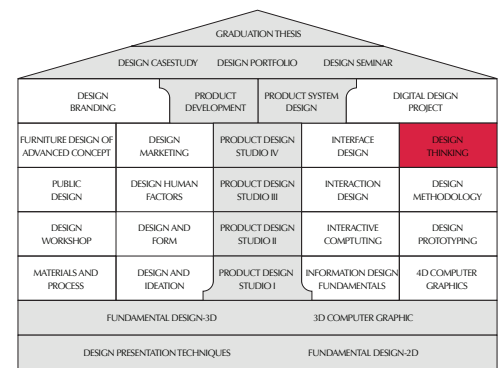 GRADUATION THESIS
DESIGN CASESTUDY DESIGN PORTFOLIO DESIGN SEMINAR
DESIGN
BRANDING
PRODUCT
DEVELOPMENT
PRODUCT SYSTEM
DESIGN
DIGITAL DESIGN
PROJECT
FURNITURE DESIGN OF
ADVANCED CONCEPT
DESIGN
MARKETING
PRODUCT DESIGN
STUDIO IV
INTERFACE
DESIGN
DESIGN
THINKING
PUBLIC
DESIGN
DESIGN HUMAN
FACTORS
PRODUCT DESIGN
STUDIO III
INTERACTION
DESIGN
DESIGN
METHODOLOGY
DESIGN
WORKSHOP
DESIGN AND
FORM
PRODUCT DESIGN
STUDIO II
INTERACTIVE
COMPTUTING
DESIGN
PROTOTYPING
MATERIALS AND
PROCESS
DESIGN AND
IDEATION
PRODUCT DESIGN
STUDIO I
INFORMATION DESIGN
FUNDAMENTALS
4D COMPUTER
GRAPHICS
FUNDAMENTAL DESIGN-3D 3D COMPUTER GRAPHIC
DESIGN PRESENTATION TECHNIQUES FUNDAMENTAL DESIGN-2D